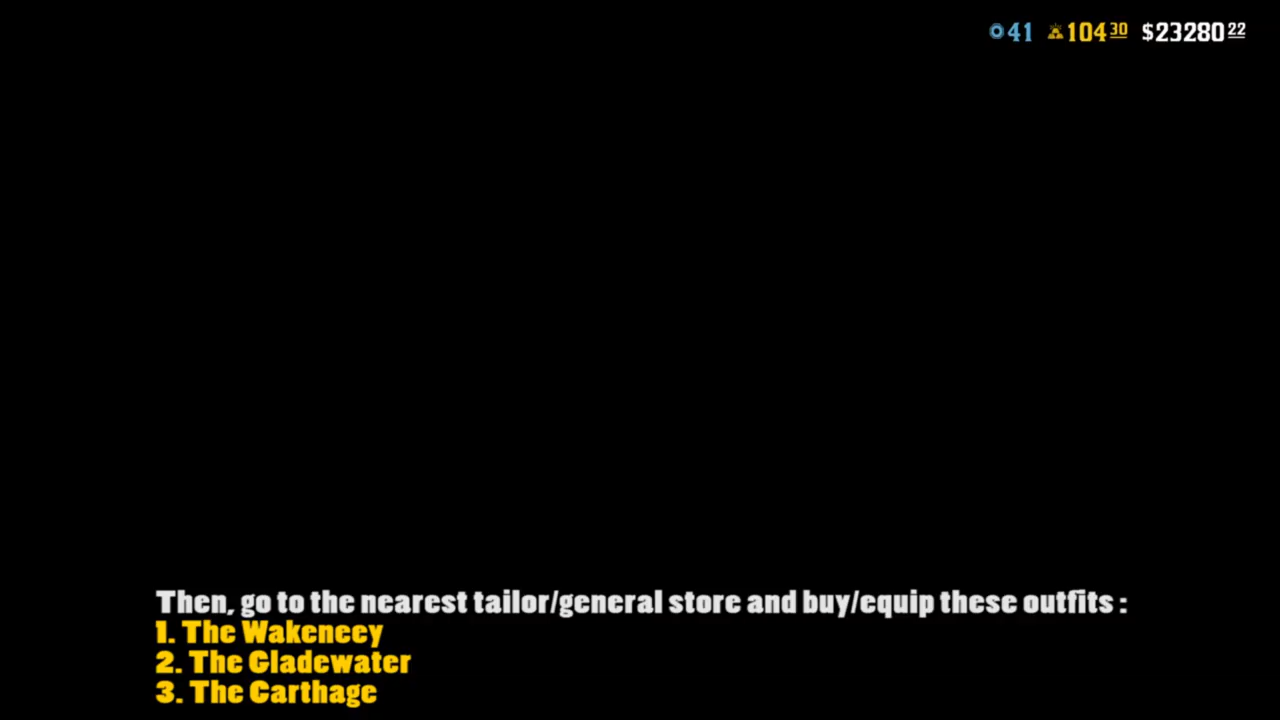 41 104 30 $23280 22
Then, go to the nearest tailor/general store and buy/equip these outfits :
1. The Wakeneey
2. The Gladewater
3. The Carthage